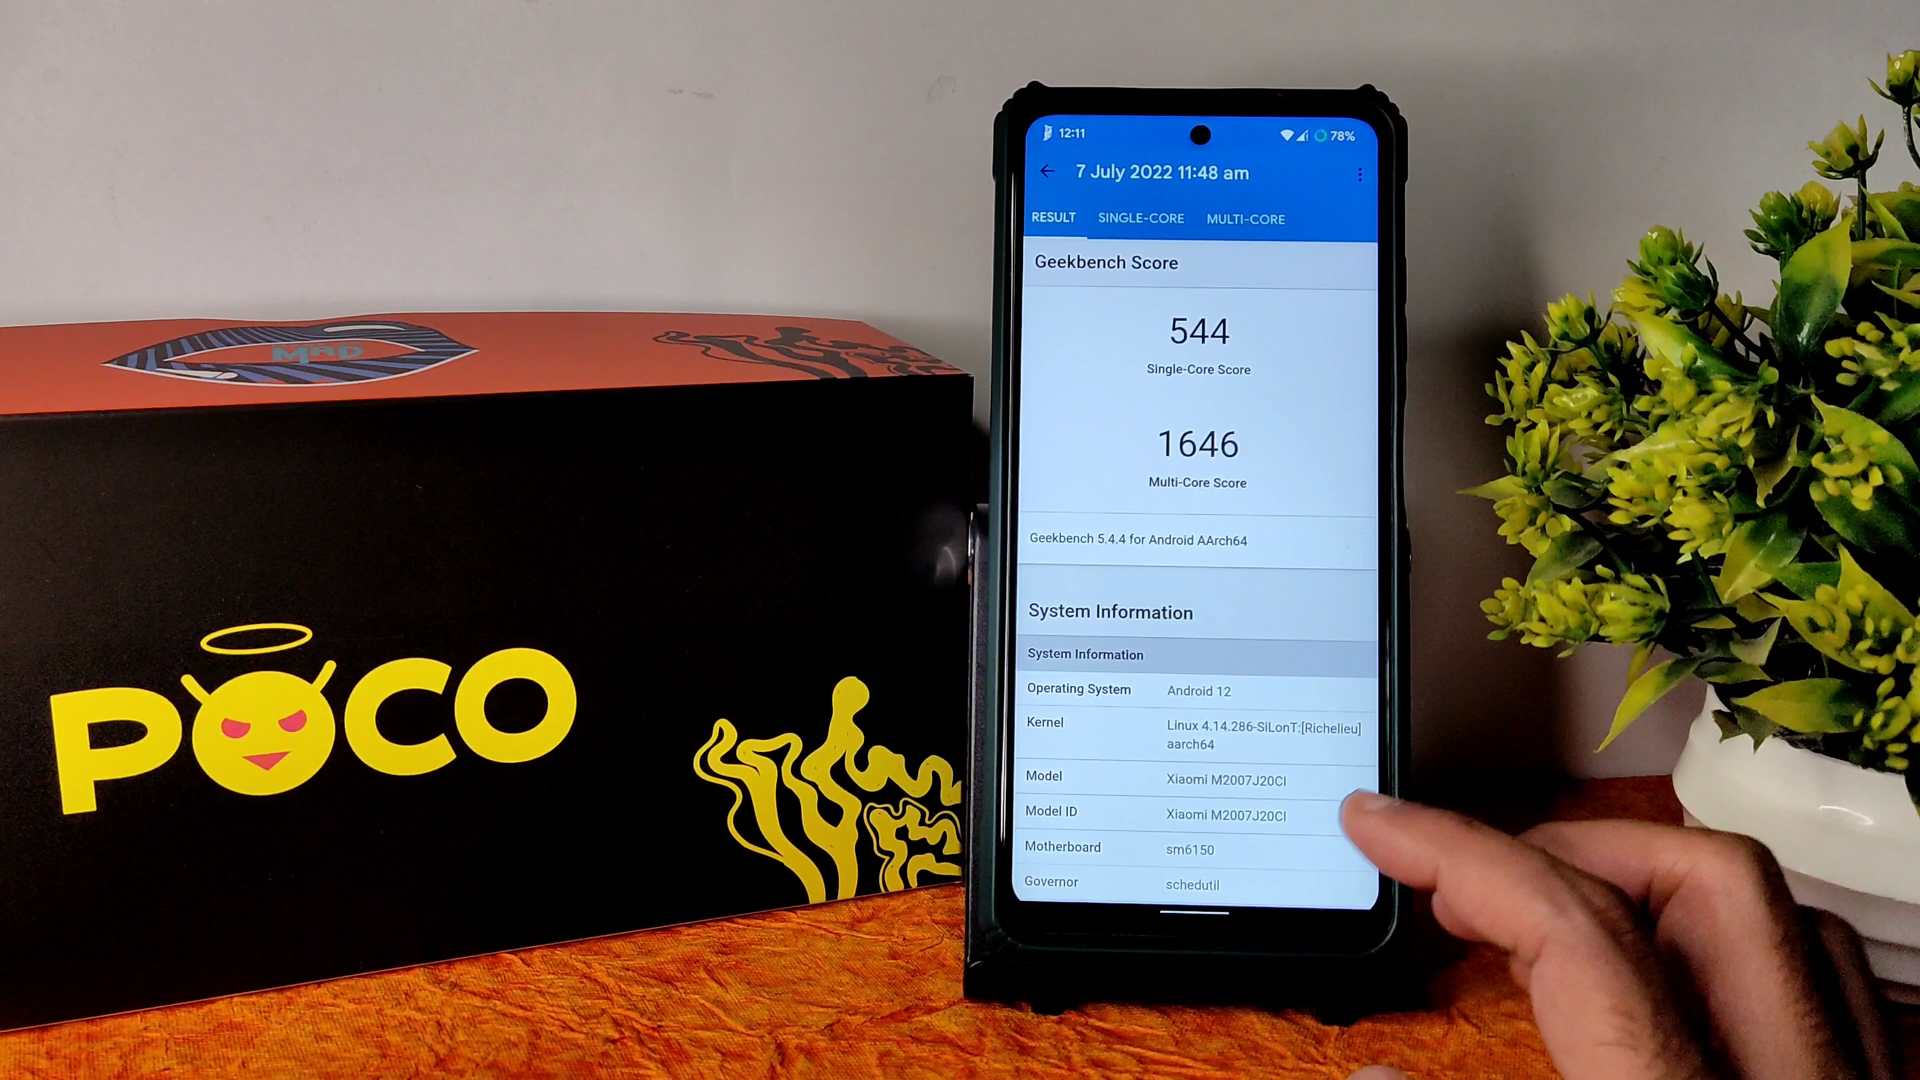 MAD
POCO
12:11
78%
7 July 2022 11:48 am
RESULT SINGLE-CORE MULTI-CORE
Geekbench Score
544
Single-Core Score
1646
Multi-Core Score
Geekbench 5.4.4 for Android AArch64
System Information
System Information
Operating System Android 12
Kernel Linux 4.14.286-SiLonT:[Richelieu]
aarch64
Model Xiaomi M2007J20CI
Model ID Xiaomi M2007J20CI
Motherboard sm6150
Governor schedutil